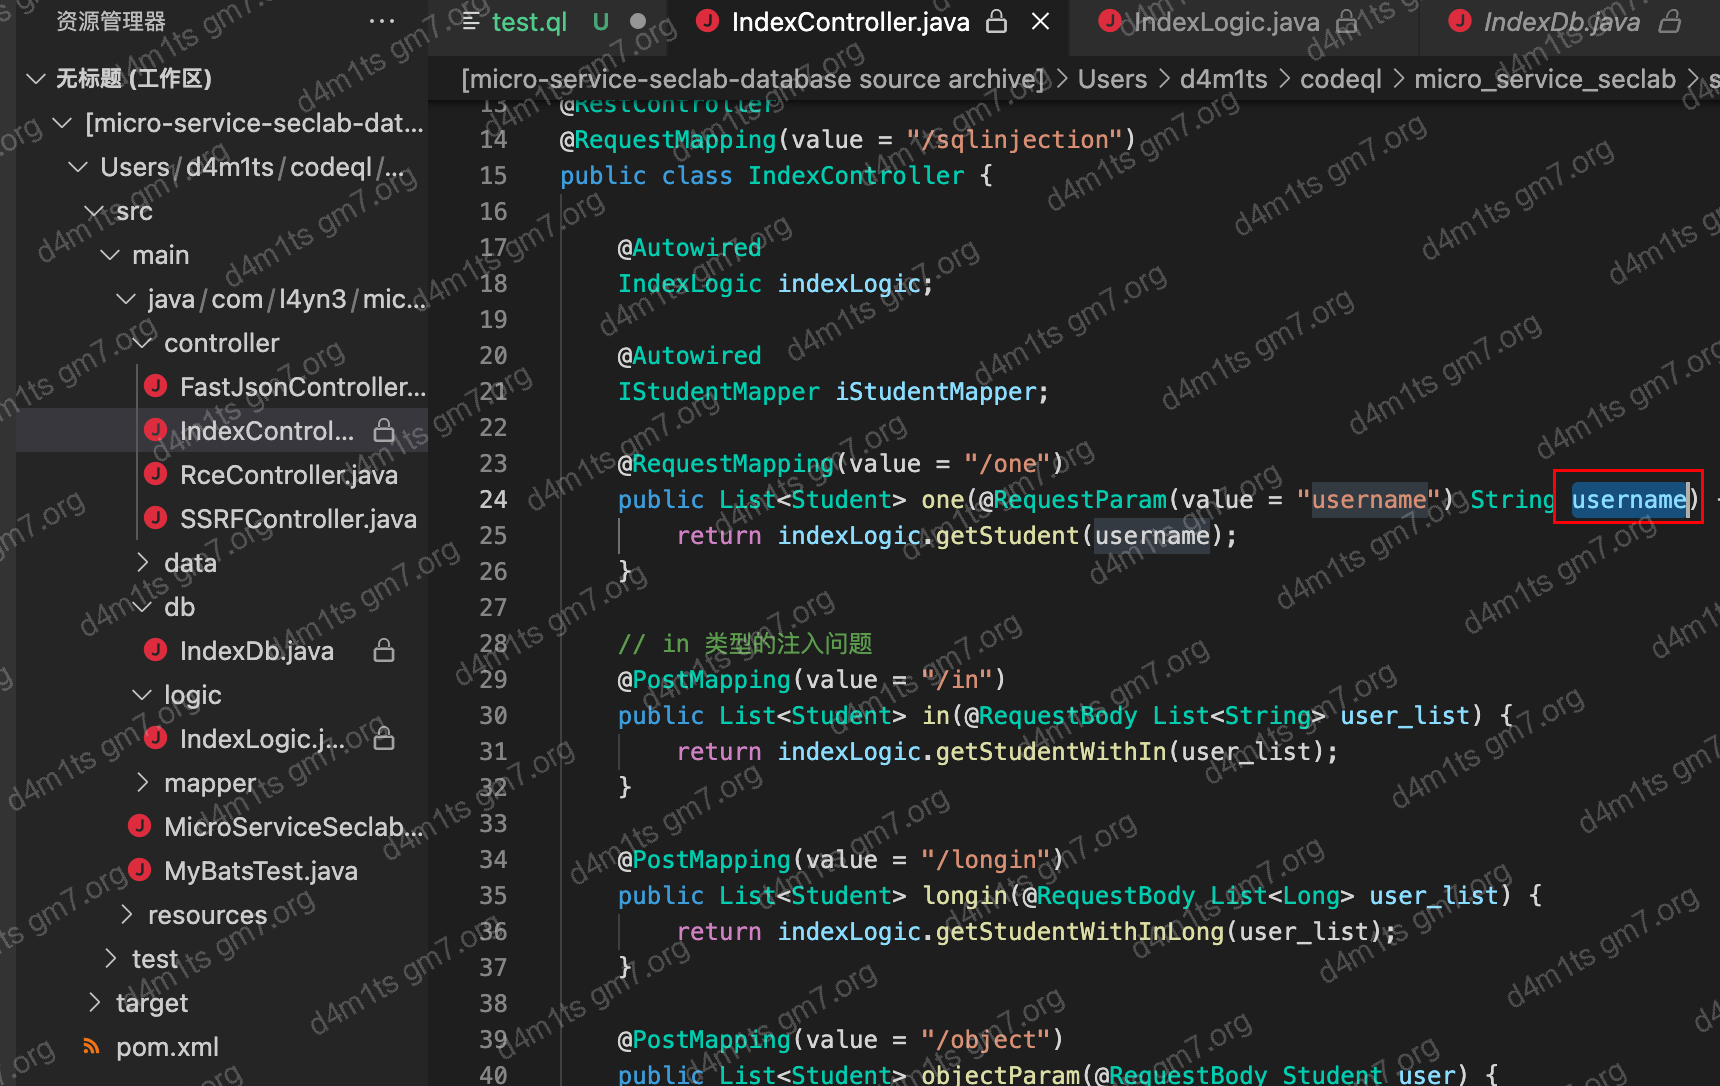 资源管理器 ···
test.ql U
IndexController.java
IndexLogic.java
IndexDb.java
[micro-service-seclab-database source archive] > Users > d4m1ts > codeql > micro_service_seclab > s
无标题 (工作区)
[micro-service-seclab-dat...
Users/d4m1ts/codeql/...
src
main
java/com/l4yn3/mic...
controller
FastJsonController...
IndexControl...
RceController.java
SSRFController.java
data
db
IndexDb.java
logic
IndexLogic.j...
mapper
MicroServiceSeclab...
MyBatsTest.java
resources
test
target
pom.xml
13 @RestController
14 @RequestMapping(value = "/sqlinjection")
15 public class IndexController {
16
17 @Autowired
18 IndexLogic indexLogic;
19
20 @Autowired
21 IStudentMapper iStudentMapper;
22
23 @RequestMapping(value = "/one")
24 public List<Student> one(@RequestParam(value = "username") String username)
25 return indexLogic.getStudent(username);
26 }
27
28 // in 类型的注入问题
29 @PostMapping(value = "/in")
30 public List<Student> in(@RequestBody List<String> user_list) {
31 return indexLogic.getStudentWithIn(user_list);
32 }
33
34 @PostMapping(value = "/longin")
35 public List<Student> longin(@RequestBody List<Long> user_list) {
36 return indexLogic.getStudentWithInLong(user_list);
37 }
38
39 @PostMapping(value = "/object")
40 public List<Student> objectParam(@RequestBody Student user) {
d4m1ts gm7.org